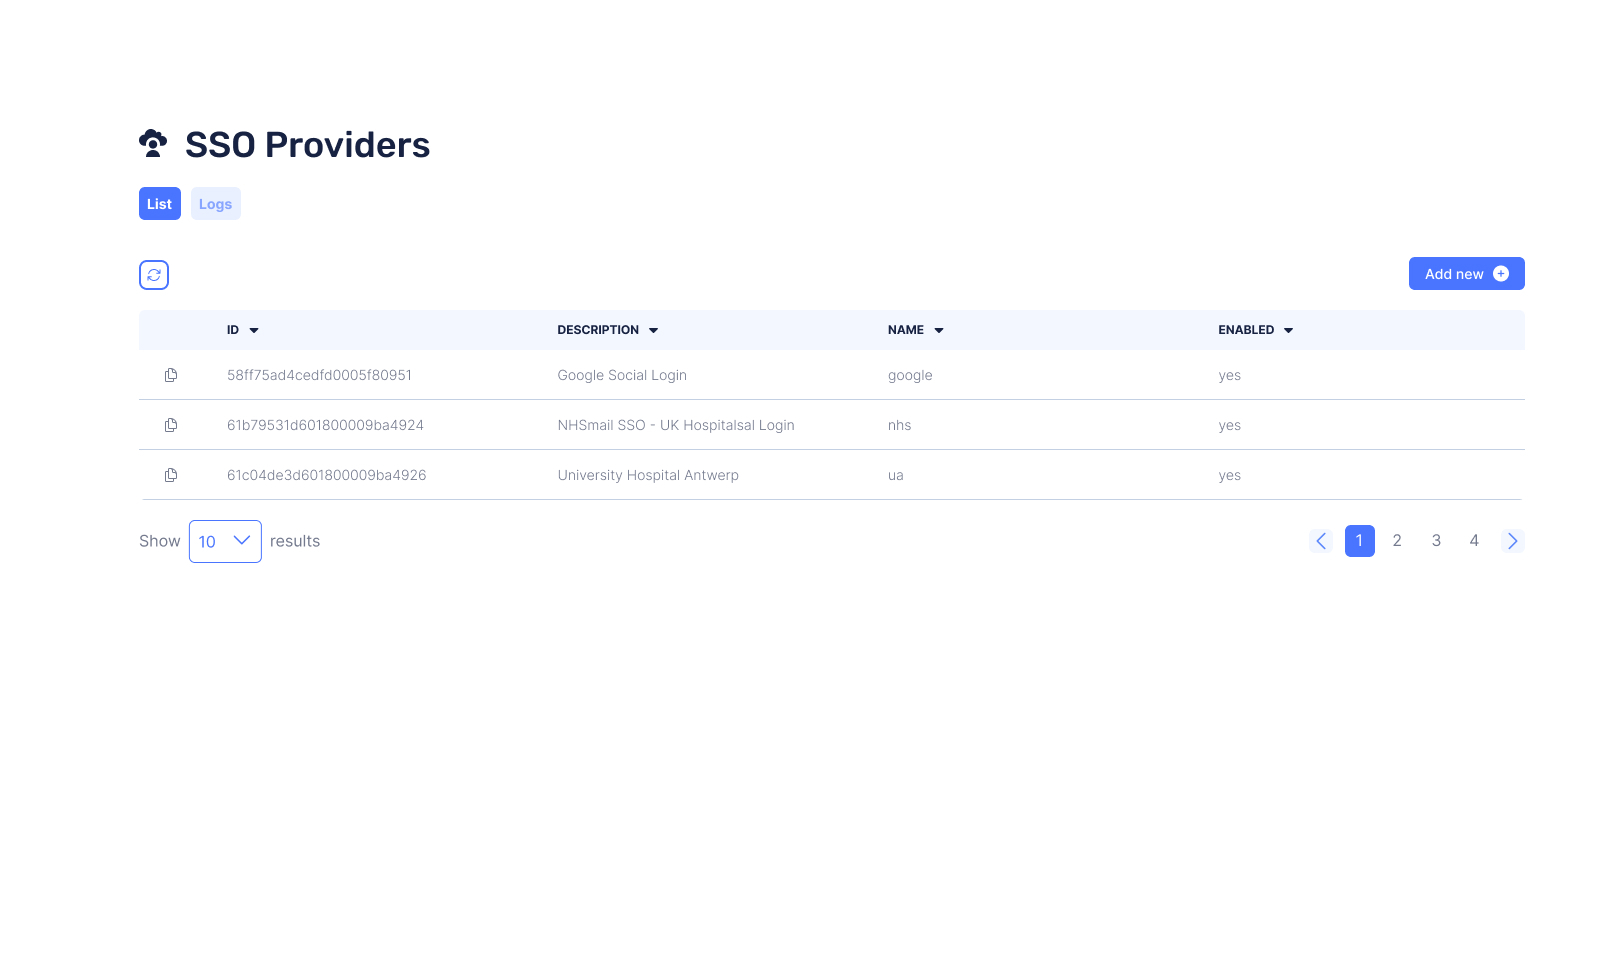 SSO Providers
List Logs
Add new
ID DESCRIPTION NAME ENABLED
58ff75ad4cedfd0005f80951 Google Social Login google yes
61b79531d601800009ba4924 NHSmail SSO - UK Hospitalsal Login nhs yes
61c04de3d601800009ba4926 University Hospital Antwerp ua yes
Show 10 results 1 2 3 4